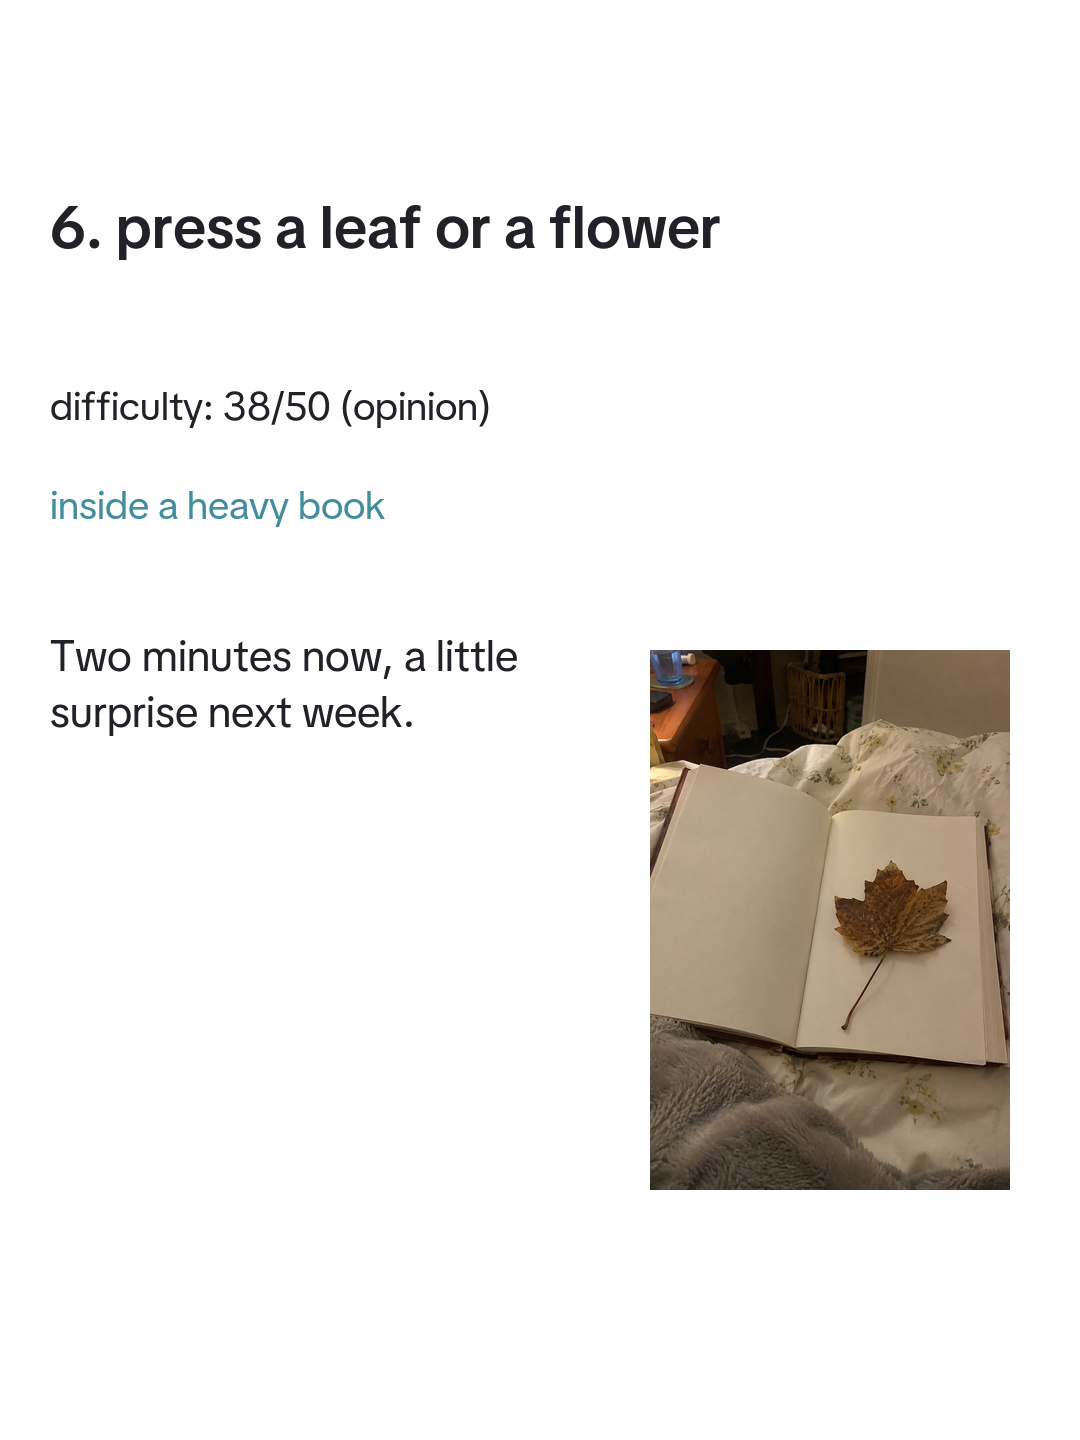 6. press a leaf or a flower
difficulty: 38/50 (opinion)
inside a heavy book
Two minutes now, a little
surprise next week.